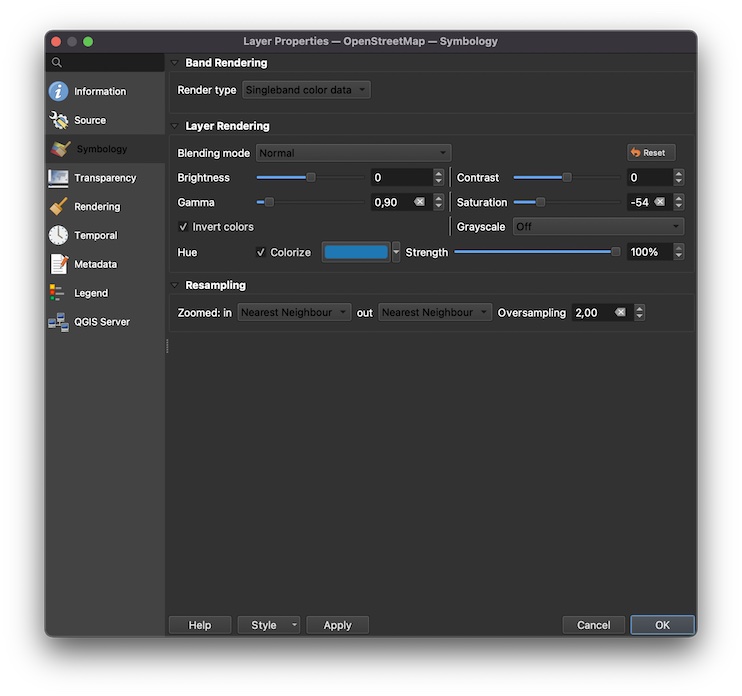 Layer Properties — OpenStreetMap — Symbology
Information
Source
Symbology
Transparency
Rendering
Temporal
Metadata
Legend
QGIS Server
Band Rendering
Render type Singleband color data
Layer Rendering
Blending mode Normal Reset
Brightness 0 Contrast 0
Gamma 0,90 Saturation -54
Invert colors Grayscale Off
Hue Colorize Strength 100%
Resampling
Zoomed: in Nearest Neighbour out Nearest Neighbour Oversampling 2,00
Help Style Apply Cancel OK